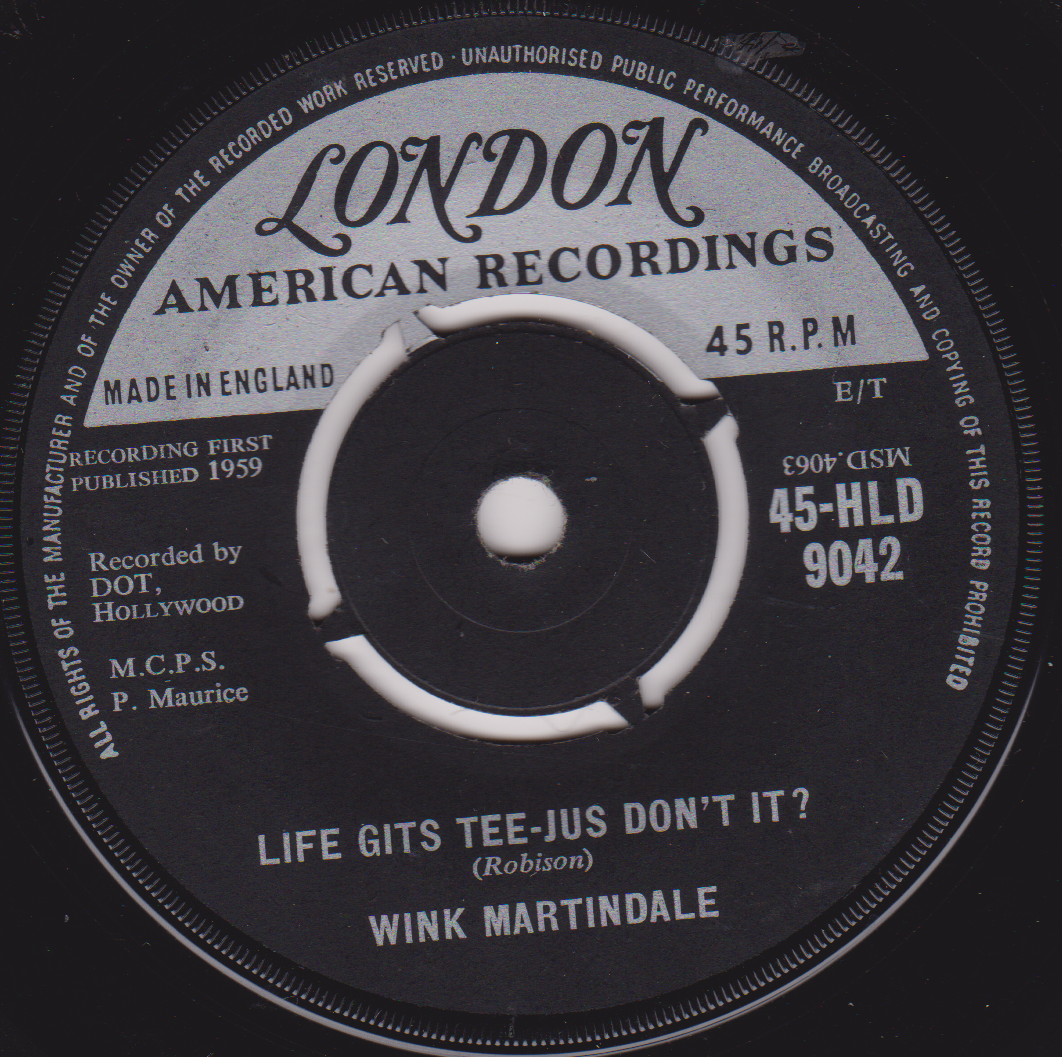 ALL RIGHTS OF THE MANUFACTURER AND OF THE OWNER OF THE RECORDED WORK RESERVED · UNAUTHORISED PUBLIC PERFORMANCE BROADCASTING AND COPYING OF THIS RECORD PROHIBITED
LONDON
AMERICAN RECORDINGS
45 R.P.M
MADE IN ENGLAND
E/T
RECORDING FIRST
PUBLISHED 1959
MSD.4063
45-HLD
9042
Recorded by
DOT,
HOLLYWOOD
M.C.P.S.
P. Maurice
LIFE GITS TEE-JUS DON'T IT?
(Robison)
WINK MARTINDALE